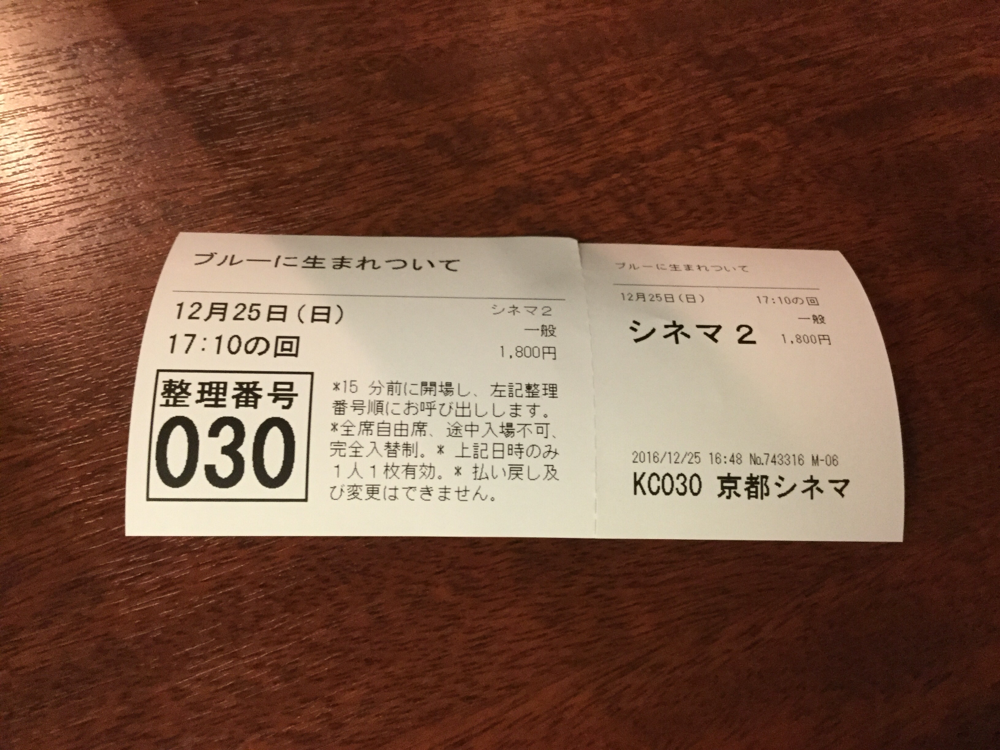 ブルーに生まれついて
12月25日(日)
17:10の回
シネマ2
一般
1,800円
整理番号
030
*15 分前に開場し、左記整理
番号順にお呼び出しします。
*全席自由席、途中入場不可、
完全入替制。* 上記日時のみ
1人1枚有効。* 払い戻し及
び変更はできません。
ブルーに生まれついて
12月25日(日) 17:10の回
一般
シネマ2 1,800円
2016/12/25 16:48 No.743316 M-06
KC030 京都シネマ